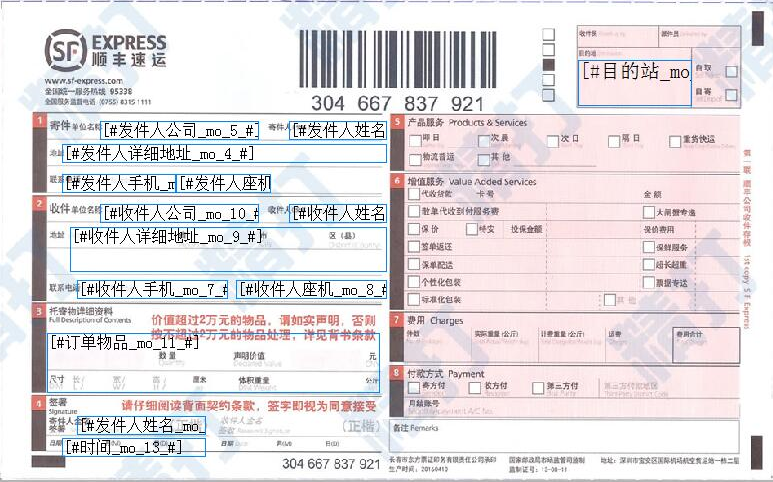 SF EXPRESS
顺丰速运
www.sf-express.com
全国统一服务热线 95338
全国服务监督电话 (0755) 8315 1111
304 667 837 921
收件员
派件员
目的地
[#目的站_mo_
自取
自寄
1
寄件 单位名称 [#发件人公司_mo_5_#] 寄件人 [#发件人姓名
地址 [#发件人详细地址_mo_4_#]
联系 [#发件人手机_m [#发件人座机
2
收件 单位名称 [#收件人公司_mo_10_# 收件人 [#收件人姓名
地址 [#收件人详细地址_mo_9_#] 市 区(县)
联系电话 [#收件人手机_mo_7_# [#收件人座机_mo_8_#
3
托寄物详细资料
Full Description of Contents
价值超过2万元的物品，请如实声明，否则
按不超过2万元的物品处理，详见背书条款
[#订单物品_mo_11_#]
数量 声明价值 元
尺寸 长/ 宽/ 高/ 厘米 体积重量 公斤
4
签署
Signature
请仔细阅读背面契约条款，签字即视为同意接受
寄件人 [#发件人姓名_mo_ 收件人签名 (正楷)
日期 [#时间_mo_13_#] 日期 月(M) 日(D)
304 667 837 921
5
产品服务 Products & Services
即日 次晨 次日 隔日 重货快运
物流普运 其他
6
增值服务 Value Added Services
代收货款 卡号 金额
验单代收到付服务费 大闸蟹专递
保价 特安 投保金额 保价费用
签单返还 保鲜服务
保单配送 超长超重
个性化包装 票据专送
标准化包装 其他
7
费用 Charges
件数 实际重量(公斤) 计费重量(公斤) 运费 费用合计
8
付款方式 Payment
寄方付 收方付 第三方付 第三方付款地区
月结账号
备注 Remarks
第一联 顺丰公司收件存根 1st copy S.F Express
精打